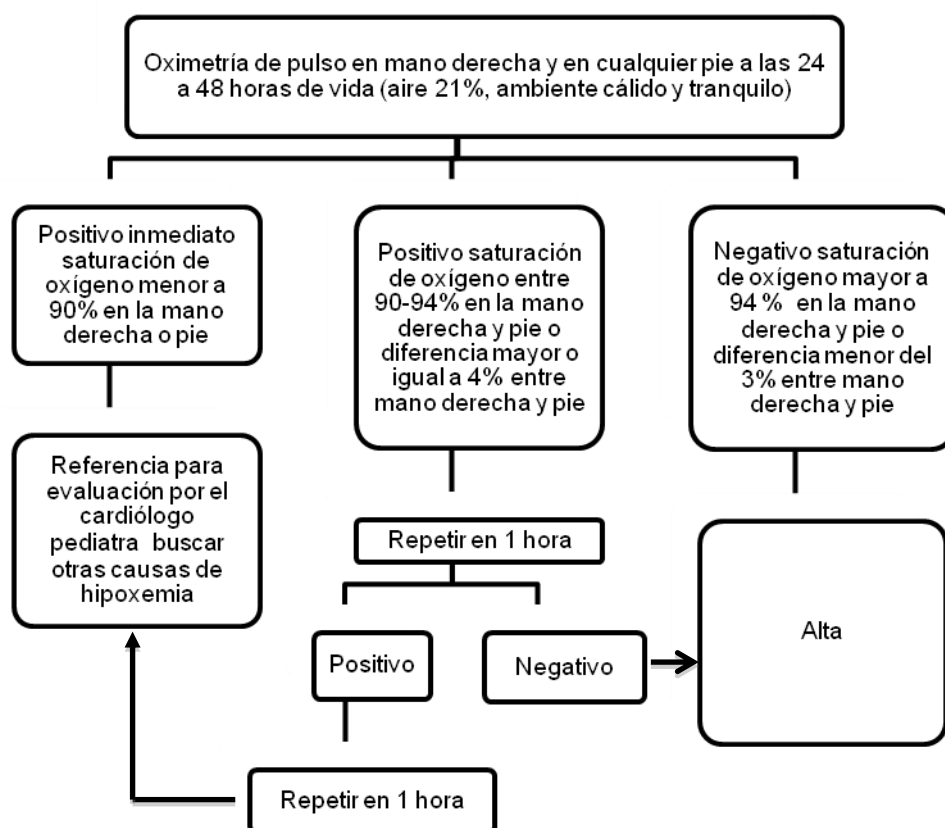 Oximetría de pulso en mano derecha y en cualquier pie a las 24
a 48 horas de vida (aire 21%, ambiente cálido y tranquilo)
Positivo inmediato
saturación de
oxígeno menor a
90% en la mano
derecha o pie
Positivo saturación
de oxígeno entre
90-94% en la mano
derecha y pie o
diferencia mayor o
igual a 4% entre
mano derecha y pie
Negativo saturación
de oxígeno mayor a
94 % en la mano
derecha y pie o
diferencia menor del
3% entre mano
derecha y pie
Referencia para
evaluación por el
cardiólogo
pediatra buscar
otras causas de
hipoxemia
Repetir en 1 hora
Positivo
Negativo
Alta
Repetir en 1 hora